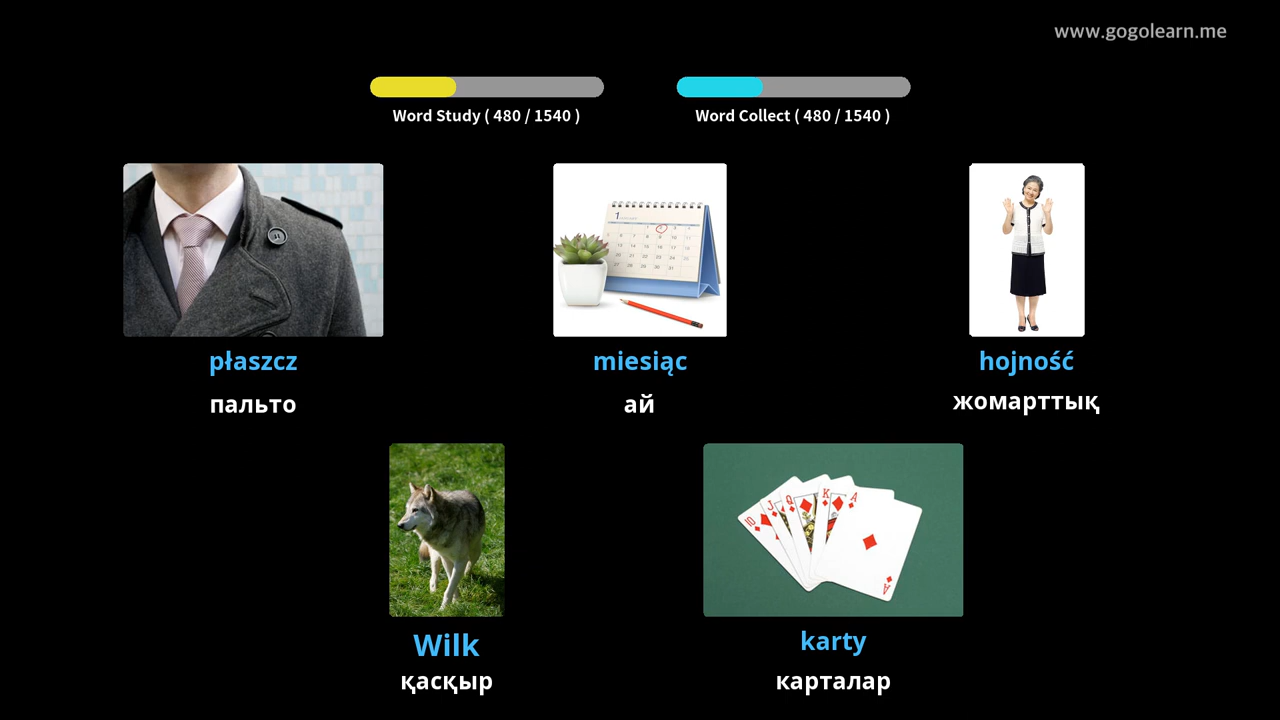 www.gogolearn.me
Word Study ( 480 / 1540 )
Word Collect ( 480 / 1540 )
płaszcz
miesiąc
hojność
пальто
ай
жомарттық
10 J Q K A
A
Wilk
karty
қасқыр
карталар